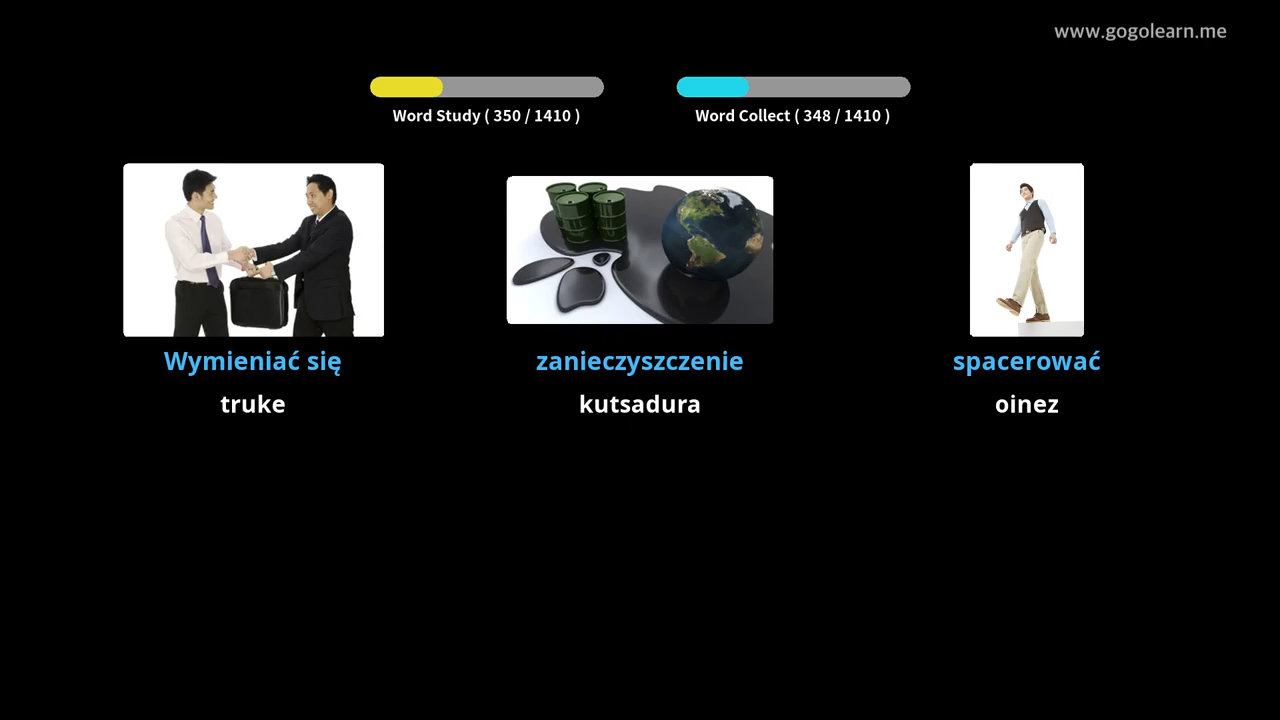 www.gogolearn.me
Word Study ( 350 / 1410 )
Word Collect ( 348 / 1410 )
Wymieniać się
truke
zanieczyszczenie
kutsadura
spacerować
oinez